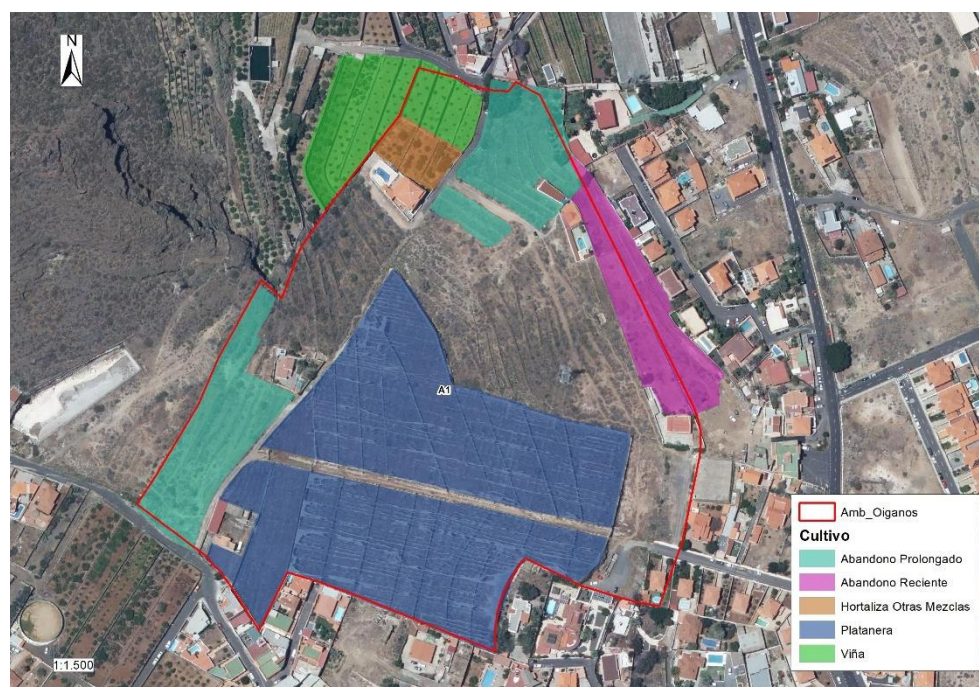 N
A1
Amb_Oiganos
Cultivo
Abandono Prolongado
Abandono Reciente
Hortaliza Otras Mezclas
Platanera
Viña
1:1.500